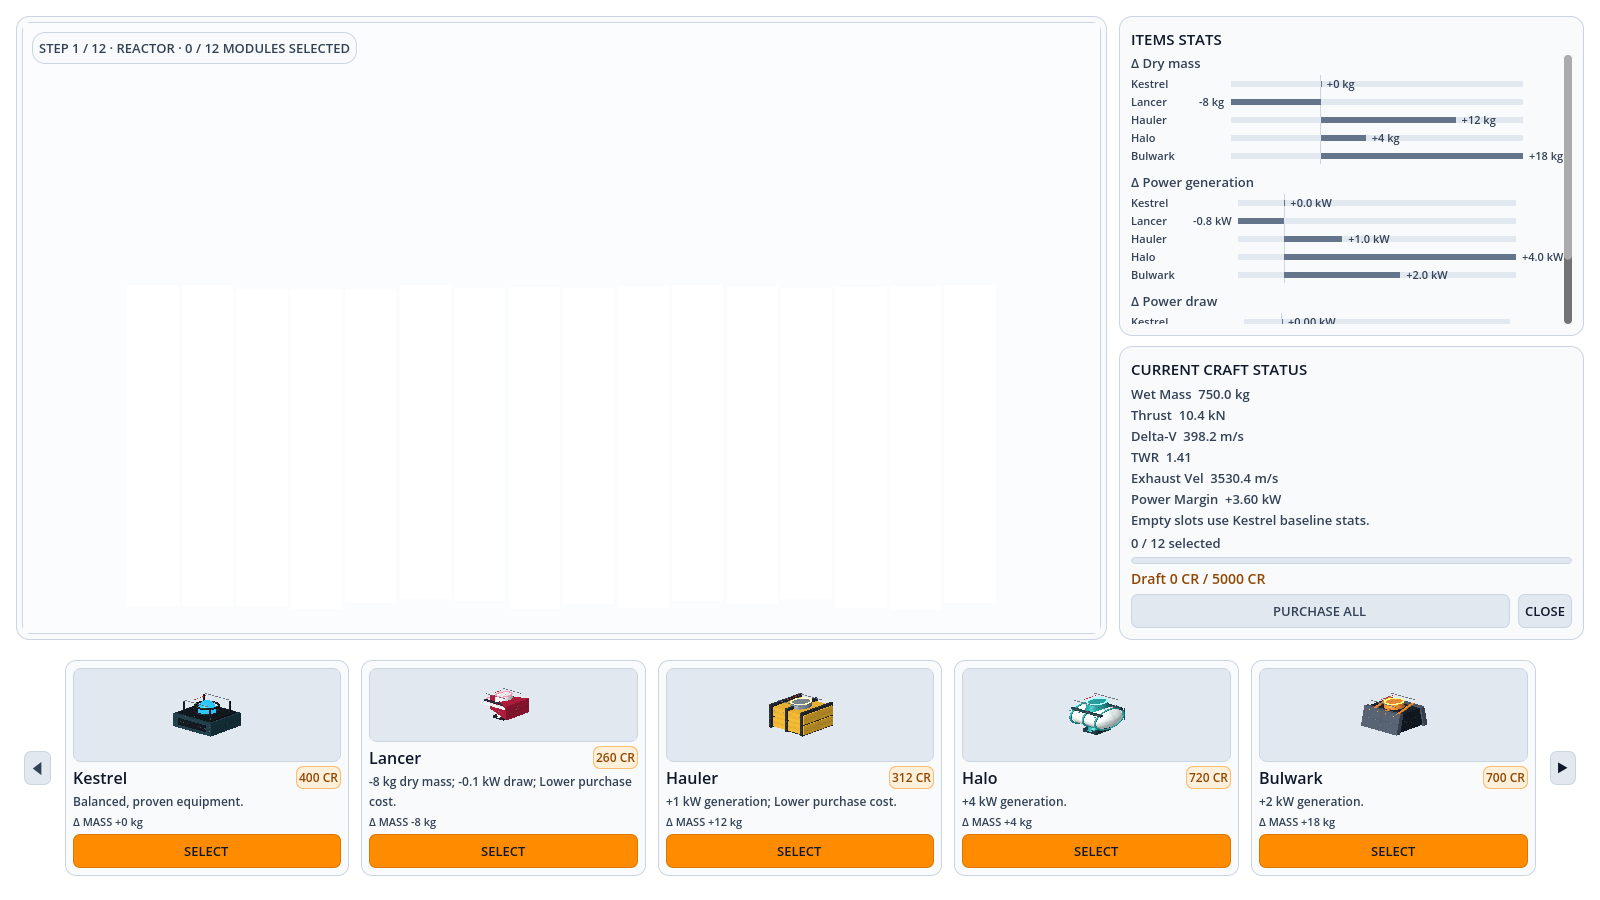 STEP 1 / 12 · REACTOR · 0 / 12 MODULES SELECTED
ITEMS STATS
Δ Dry mass
Kestrel +0 kg
Lancer -8 kg
Hauler +12 kg
Halo +4 kg
Bulwark +18 kg
Δ Power generation
Kestrel +0.0 kW
Lancer -0.8 kW
Hauler +1.0 kW
Halo +4.0 kW
Bulwark +2.0 kW
Δ Power draw
Kestrel +0.00 kW
CURRENT CRAFT STATUS
Wet Mass 750.0 kg
Thrust 10.4 kN
Delta-V 398.2 m/s
TWR 1.41
Exhaust Vel 3530.4 m/s
Power Margin +3.60 kW
Empty slots use Kestrel baseline stats.
0 / 12 selected
Draft 0 CR / 5000 CR
PURCHASE ALL CLOSE
Kestrel 400 CR
Balanced, proven equipment.
Δ MASS +0 kg
SELECT
Lancer 260 CR
-8 kg dry mass; -0.1 kW draw; Lower purchase
cost.
Δ MASS -8 kg
SELECT
Hauler 312 CR
+1 kW generation; Lower purchase cost.
Δ MASS +12 kg
SELECT
Halo 720 CR
+4 kW generation.
Δ MASS +4 kg
SELECT
Bulwark 700 CR
+2 kW generation.
Δ MASS +18 kg
SELECT